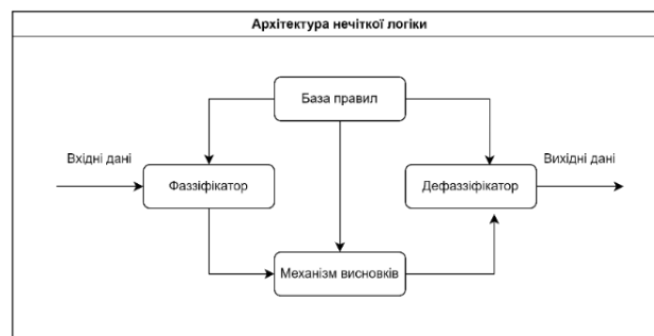 Архітектура нечіткої логіки
База правил
Вхідні дані
Вихідні дані
Фаззіфікатор
Дефаззіфікатор
Механізм висновків